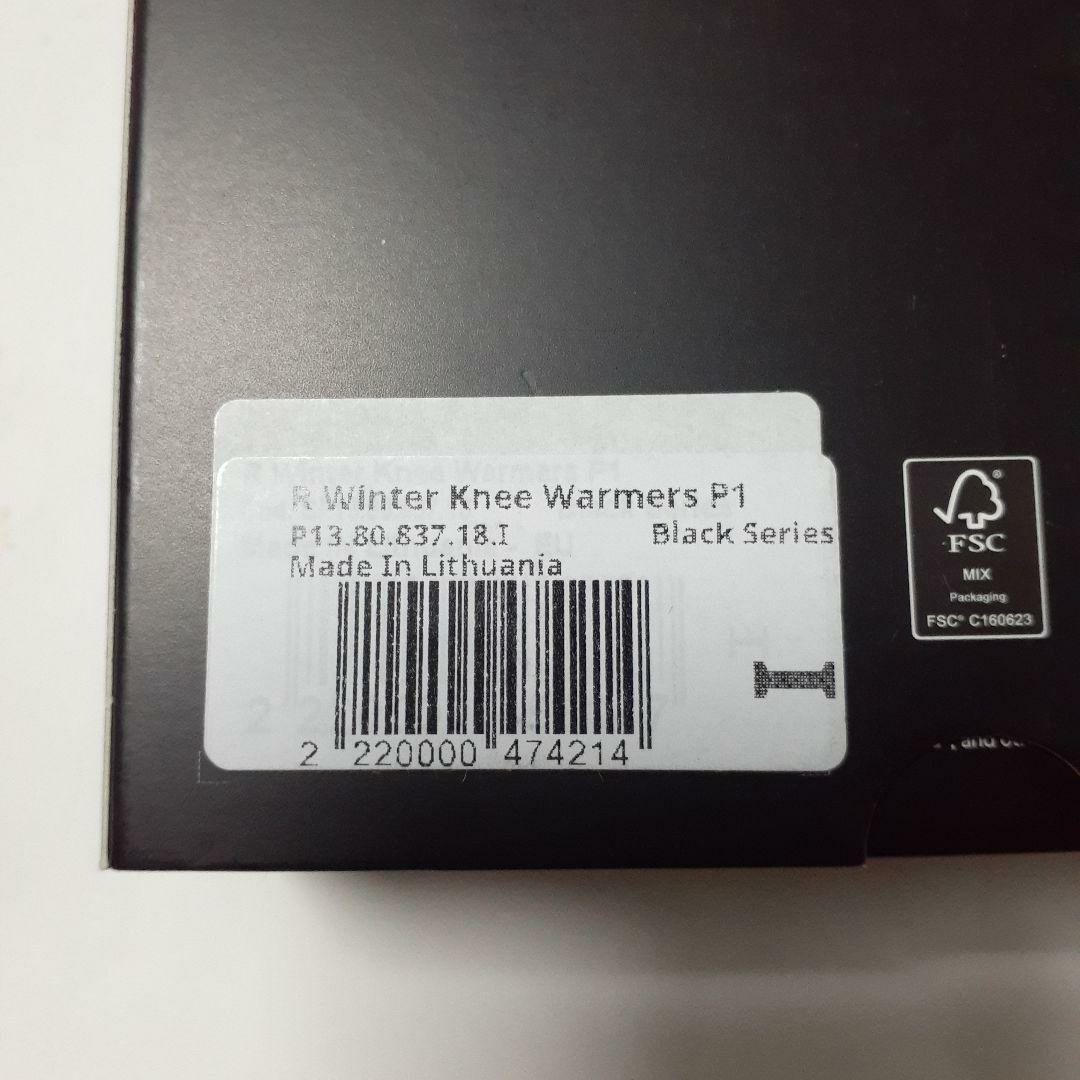 R Winter Knee Warmers P1
P13.80.837.18.I Black Series
Made In Lithuania
I
2 220000 474214
®
FSC
MIX
Packaging
FSC® C160623